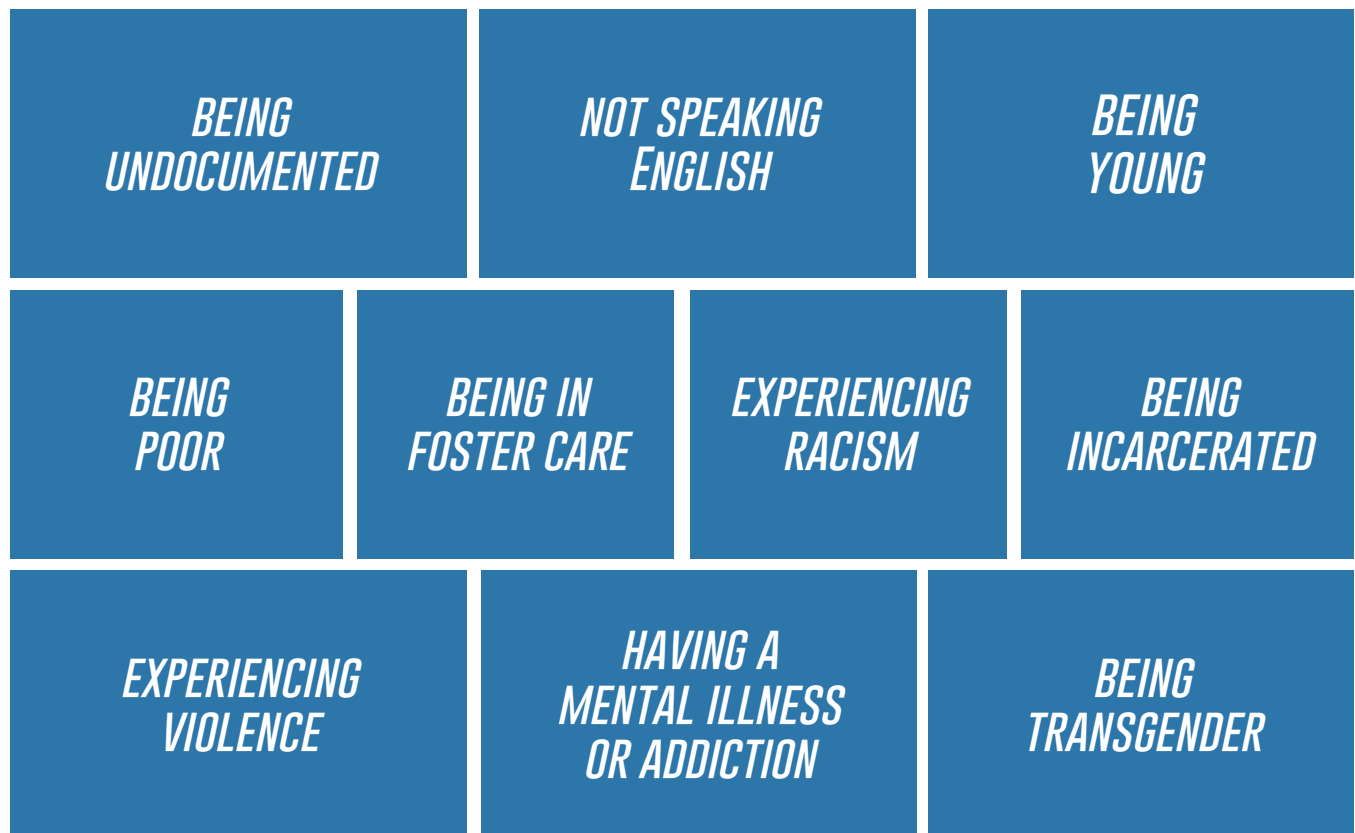 BEING
UNDOCUMENTED
NOT SPEAKING
ENGLISH
BEING
YOUNG
BEING
POOR
BEING IN
FOSTER CARE
EXPERIENCING
RACISM
BEING
INCARCERATED
EXPERIENCING
VIOLENCE
HAVING A
MENTAL ILLNESS
OR ADDICTION
BEING
TRANSGENDER